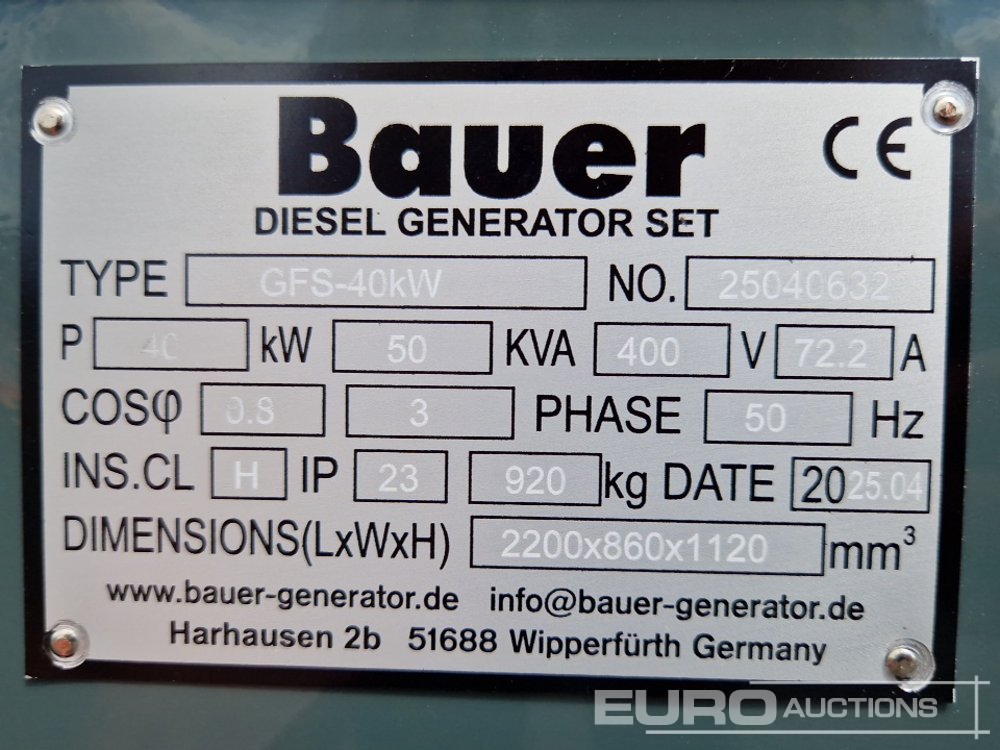 Bauer CE
DIESEL GENERATOR SET
TYPE GFS-40kW NO. 25040632
P 40 kW 50 KVA 400 V 72.2 A
COSφ 0.8 3 PHASE 50 Hz
INS.CL H IP 23 920 kg DATE 2025.04
DIMENSIONS(LxWxH) 2200x860x1120 mm³
www.bauer-generator.de info@bauer-generator.de
Harhausen 2b 51688 Wipperfürth Germany
EURO AUCTIONS